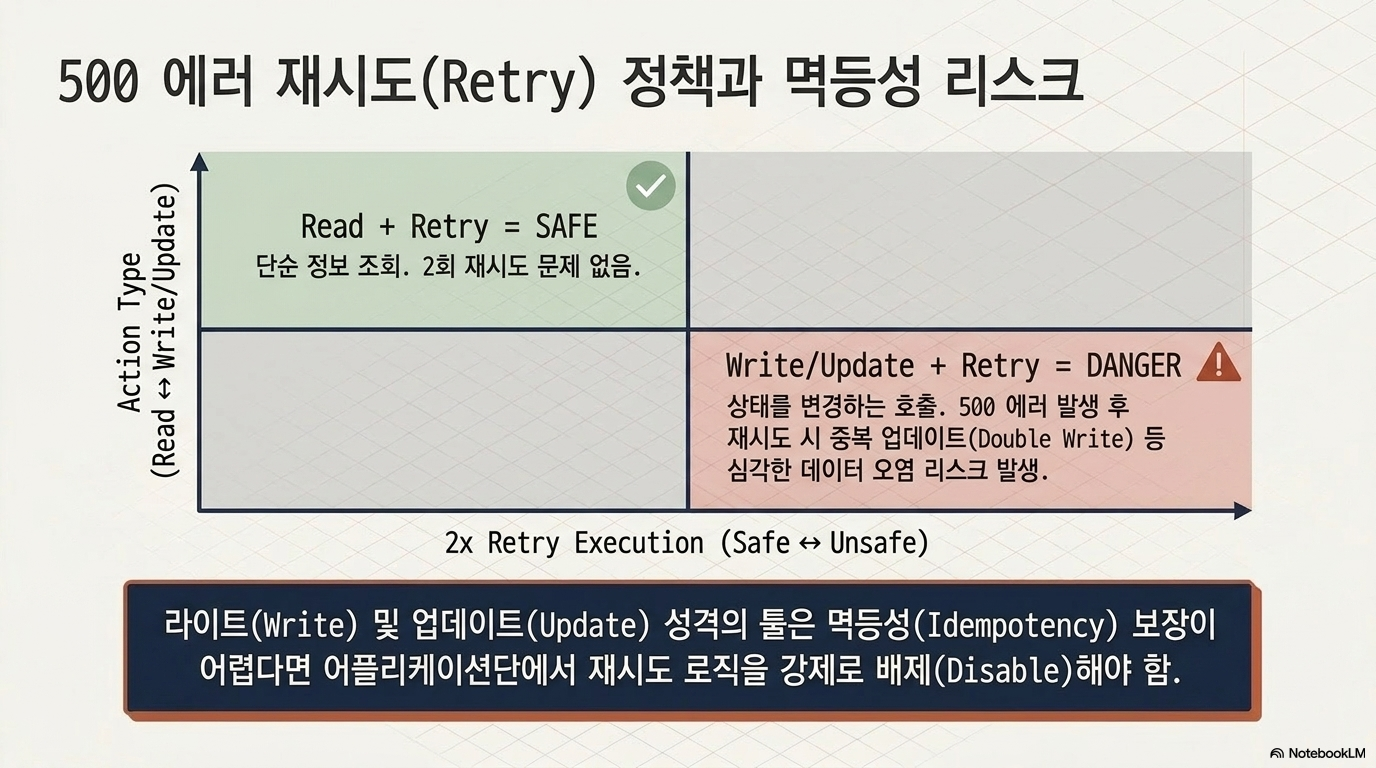 500 에러 재시도(Retry) 정책과 멱등성 리스크
Action Type
(Read ↔ Write/Update)
Read + Retry = SAFE
단순 정보 조회. 2회 재시도 문제 없음.
Write/Update + Retry = DANGER
상태를 변경하는 호출. 500 에러 발생 후
재시도 시 중복 업데이트(Double Write) 등
심각한 데이터 오염 리스크 발생.
2x Retry Execution (Safe ↔ Unsafe)
라이트(Write) 및 업데이트(Update) 성격의 툴은 멱등성(Idempotency) 보장이
어렵다면 어플리케이션단에서 재시도 로직을 강제로 배제(Disable)해야 함.
NotebookLM